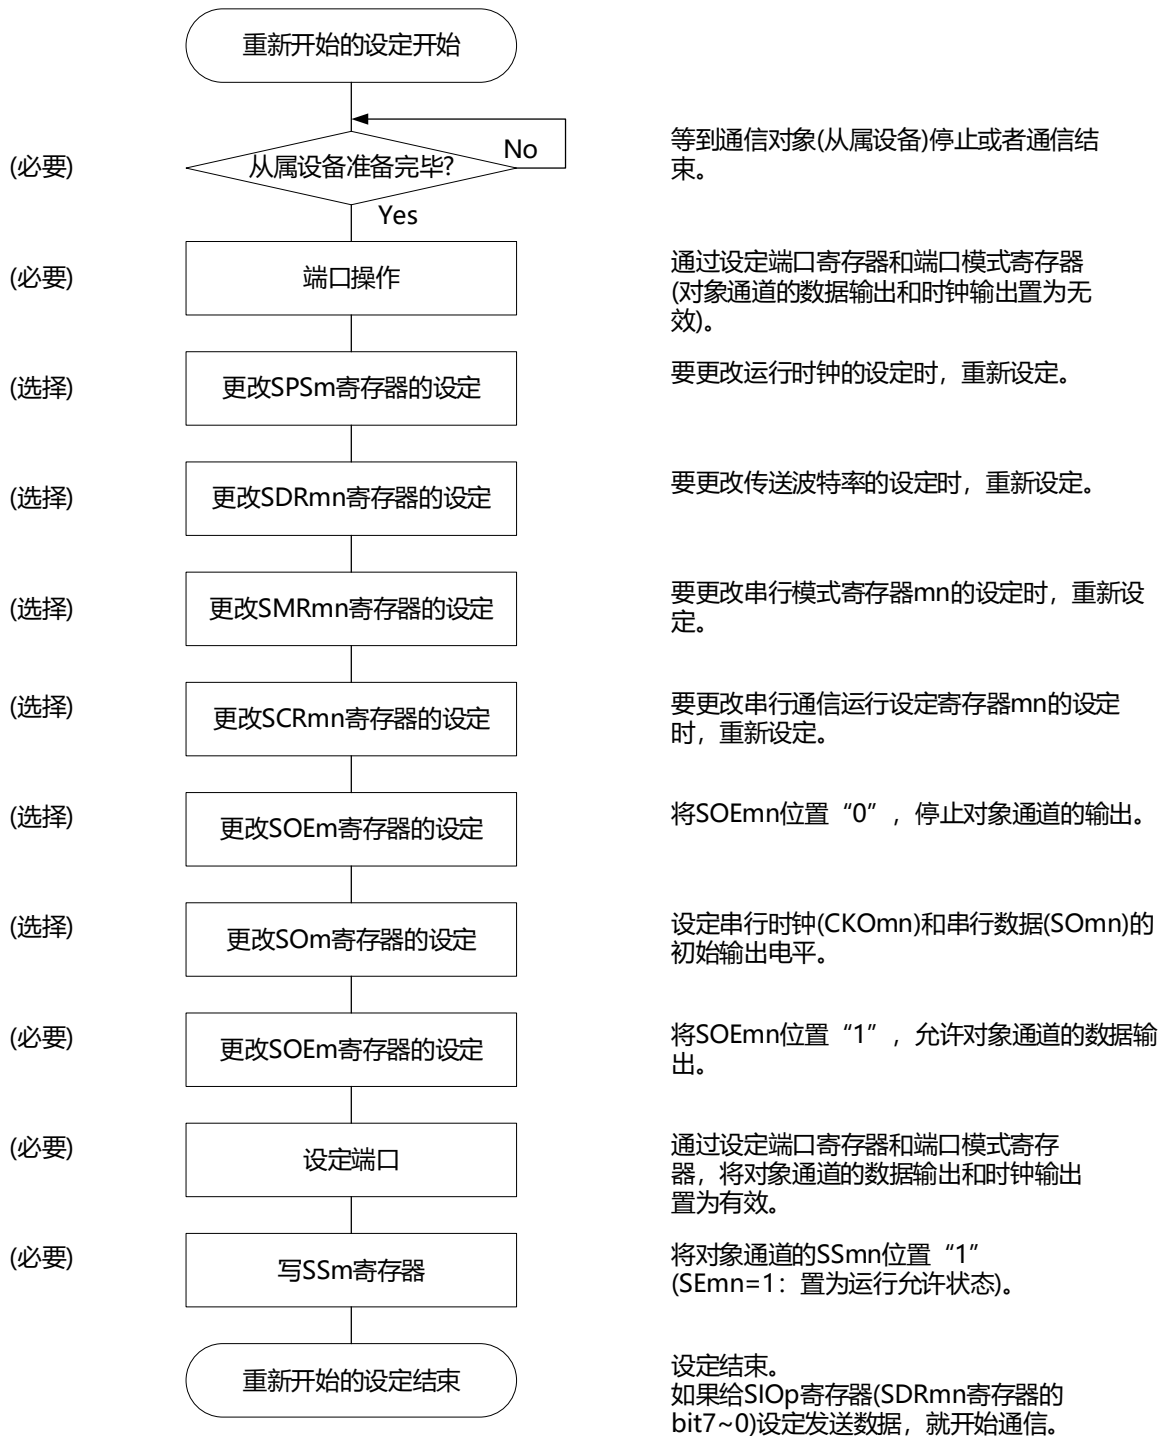 重新开始的设定开始
(必要)
从属设备准备完毕?
No
等到通信对象(从属设备)停止或者通信结
束。
Yes
(必要)
端口操作
通过设定端口寄存器和端口模式寄存器
(对象通道的数据输出和时钟输出置为无
效)。
(选择)
更改SPSm寄存器的设定
要更改运行时钟的设定时，重新设定。
(选择)
更改SDRmn寄存器的设定
要更改传送波特率的设定时，重新设定。
(选择)
更改SMRmn寄存器的设定
要更改串行模式寄存器mn的设定时，重新设
定。
(选择)
更改SCRmn寄存器的设定
要更改串行通信运行设定寄存器mn的设定
时，重新设定。
(选择)
更改SOEm寄存器的设定
将SOEmn位置“0”，停止对象通道的输出。
(选择)
更改SOm寄存器的设定
设定串行时钟(CKOmn)和串行数据(SOmn)的
初始输出电平。
(必要)
更改SOEm寄存器的设定
将SOEmn位置“1”，允许对象通道的数据输
出。
(必要)
设定端口
通过设定端口寄存器和端口模式寄存
器，将对象通道的数据输出和时钟输出
置为有效。
(必要)
写SSm寄存器
将对象通道的SSmn位置“1”
(SEmn=1：置为运行允许状态)。
重新开始的设定结束
设定结束。
如果给SIOp寄存器(SDRmn寄存器的
bit7~0)设定发送数据，就开始通信。